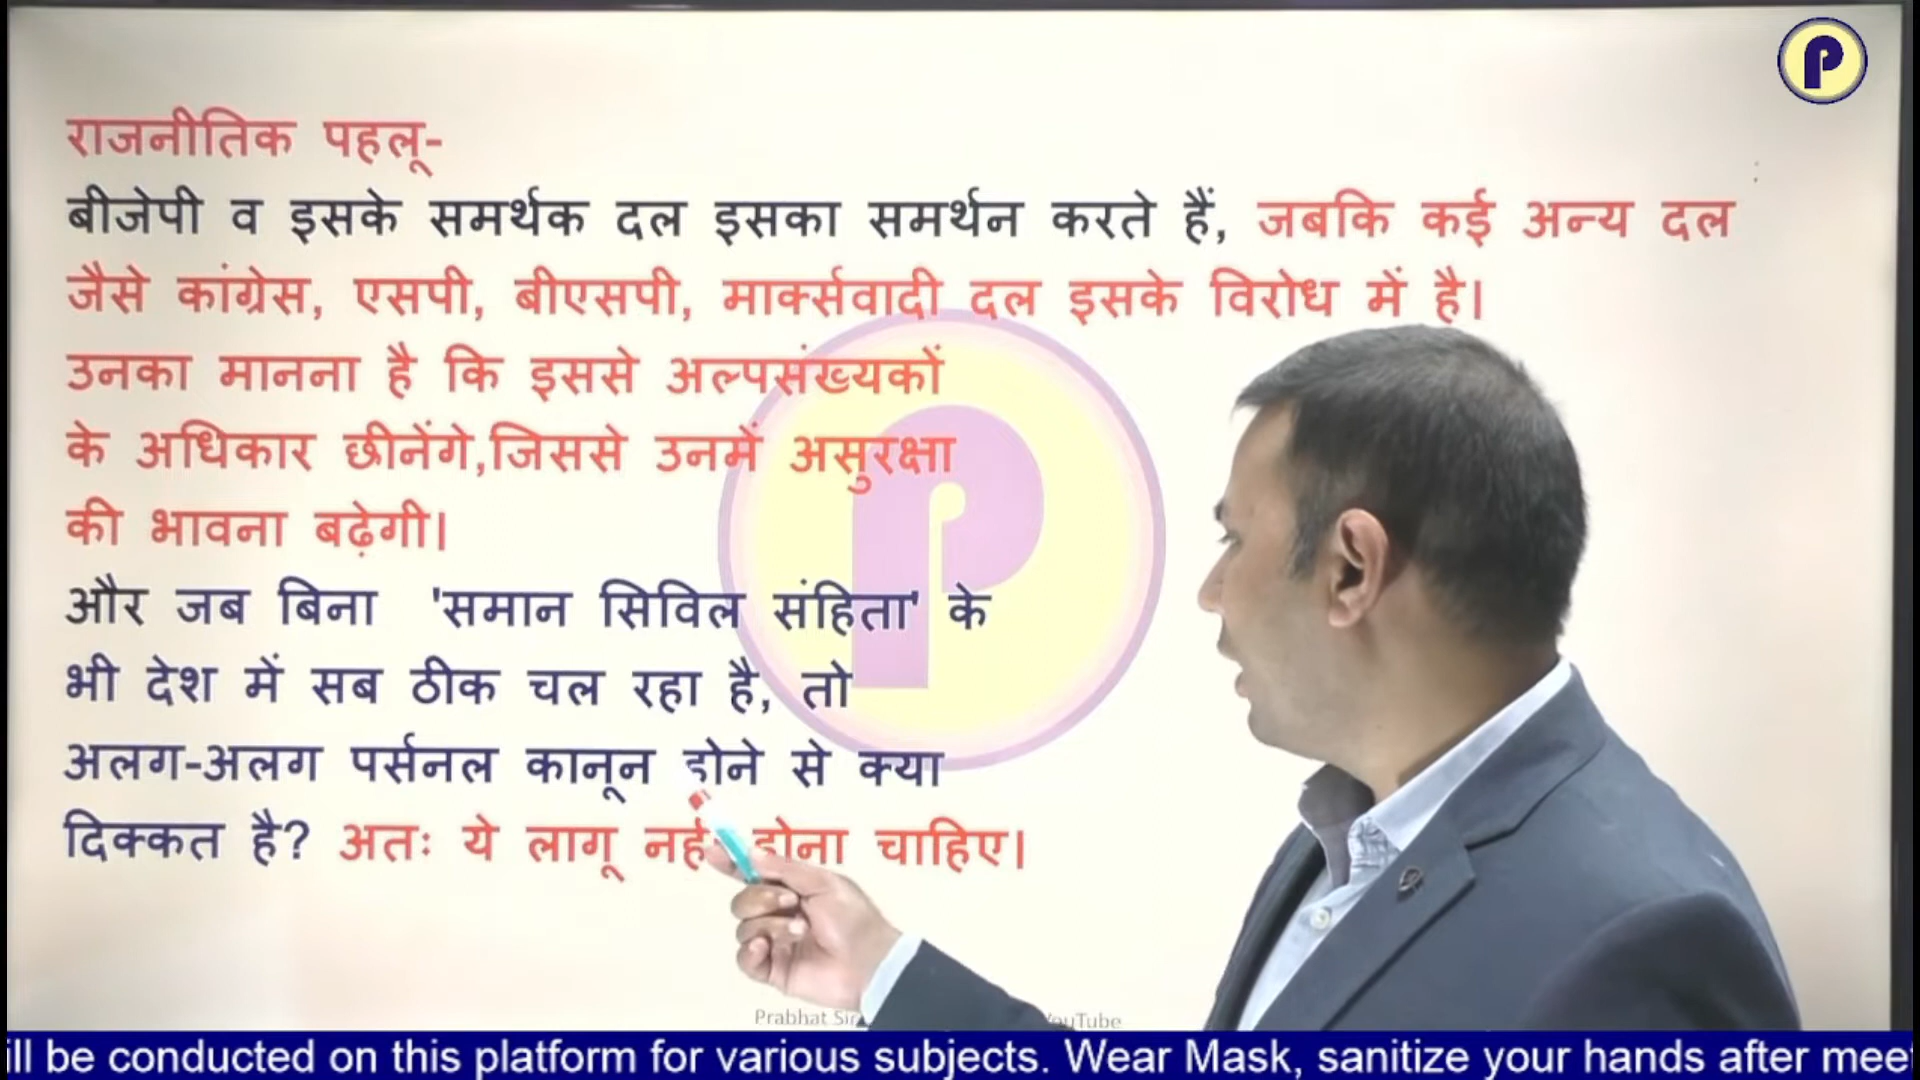 P
राजनीतिक पहलू-
बीजेपी व इसके समर्थक दल इसका समर्थन करते हैं, जबकि कई अन्य दल
जैसे कांग्रेस, एसपी, बीएसपी, मार्क्सवादी दल इसके विरोध में है।
उनका मानना है कि इससे अल्पसंख्यकों
के अधिकार छीनेंगे,जिससे उनमें असुरक्षा
की भावना बढ़ेगी।
और जब बिना 'समान सिविल संहिता' के
भी देश में सब ठीक चल रहा है, तो
अलग-अलग पर्सनल कानून होने से क्या
दिक्कत है? अतः ये लागू नहीं होना चाहिए।
Prabhat Sir YouTube
ill be conducted on this platform for various subjects. Wear Mask, sanitize your hands after mee